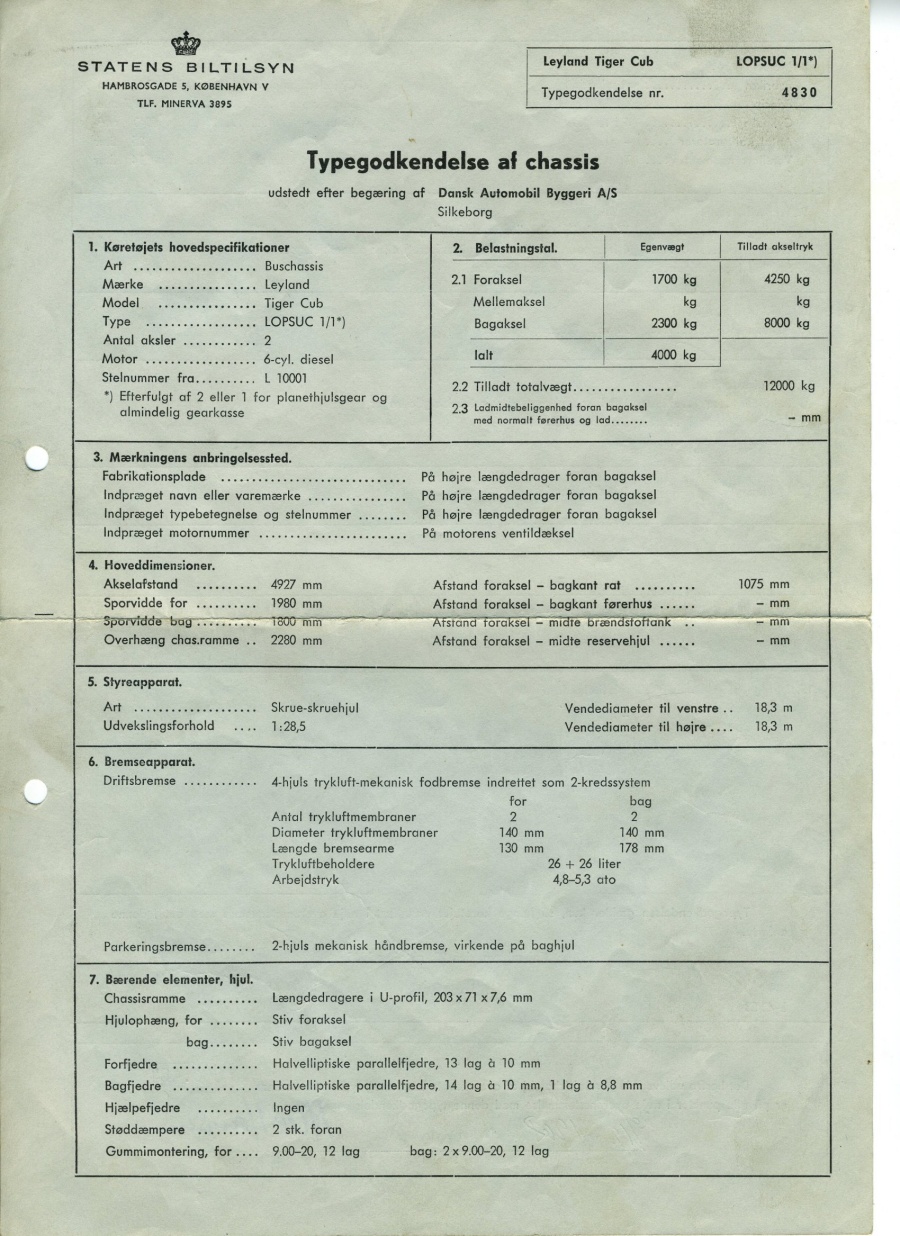 STATENS BILTILSYN
HAMBROSGADE 5, KØBENHAVN V
TLF. MINERVA 3895
Leyland Tiger Cub LOPSUC 1/1*)
Typegodkendelse nr. 4830
Typegodkendelse af chassis
udstedt efter begæring af Dansk Automobil Byggeri A/S
Silkeborg
1. Køretøjets hovedspecifikationer
Art .................... Buschassis
Mærke ................ Leyland
Model ................ Tiger Cub
Type .................. LOPSUC 1/1*)
Antal aksler ............ 2
Motor .................. 6-cyl. diesel
Stelnummer fra.......... L 10001
*) Efterfulgt af 2 eller 1 for planethjulsgear og
almindelig gearkasse
2. Belastningstal. Egenvægt Tilladt akseltryk
2.1 Foraksel 1700 kg 4250 kg
Mellemaksel kg kg
Bagaksel 2300 kg 8000 kg
Ialt 4000 kg
2.2 Tilladt totalvægt................. 12000 kg
2.3 Ladmidtebeliggenhed foran bagaksel
med normalt førerhus og lad........ – mm
3. Mærkningens anbringelsessted.
Fabrikationsplade .............................. På højre længdedrager foran bagaksel
Indpræget navn eller varemærke ................ På højre længdedrager foran bagaksel
Indpræget typebetegnelse og stelnummer ........ På højre længdedrager foran bagaksel
Indpræget motornummer ........................ På motorens ventildæksel
4. Hoveddimensioner.
Akselafstand .......... 4927 mm Afstand foraksel – bagkant rat .......... 1075 mm
Sporvidde for .......... 1980 mm Afstand foraksel – bagkant førerhus ...... – mm
Sporvidde bag .......... 1800 mm Afstand foraksel – midte brændstoftank .. – mm
Overhæng chas.ramme .. 2280 mm Afstand foraksel – midte reservehjul ...... – mm
5. Styreapparat.
Art .................... Skrue-skruehjul Vendediameter til venstre .. 18,3 m
Udvekslingsforhold .... 1:28,5 Vendediameter til højre .... 18,3 m
6. Bremseapparat.
Driftsbremse ............ 4-hjuls trykluft-mekanisk fodbremse indrettet som 2-kredssystem
for bag
Antal trykluftmembraner 2 2
Diameter trykluftmembraner 140 mm 140 mm
Længde bremsearme 130 mm 178 mm
Trykluftbeholdere 26 + 26 liter
Arbejdstryk 4,8–5,3 ato
Parkeringsbremse........ 2-hjuls mekanisk håndbremse, virkende på baghjul
7. Bærende elementer, hjul.
Chassisramme .......... Længdedragere i U-profil, 203 x 71 x 7,6 mm
Hjulophæng, for ........ Stiv foraksel
bag........ Stiv bagaksel
Forfjedre .............. Halvelliptiske parallelfjedre, 13 lag à 10 mm
Bagfjedre .............. Halvelliptiske parallelfjedre, 14 lag à 10 mm, 1 lag à 8,8 mm
Hjælpefjedre .......... Ingen
Støddæmpere .......... 2 stk. foran
Gummimontering, for .... 9.00–20, 12 lag bag: 2 x 9.00–20, 12 lag